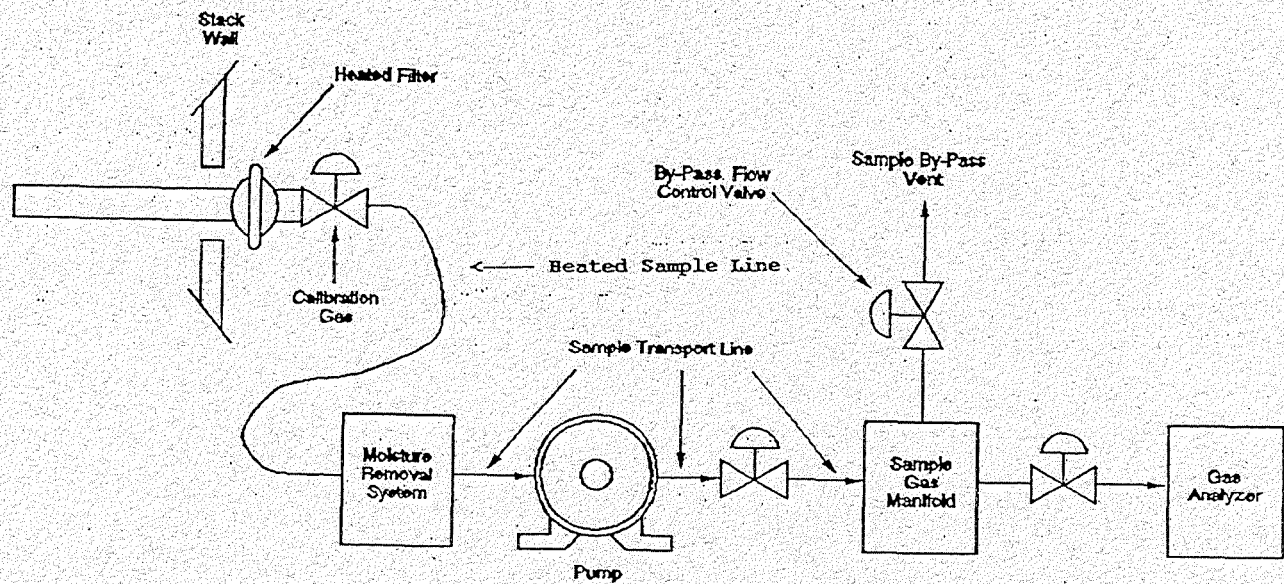 Stack
Wall
Heated Filter
Sample By-Pass
Vent
By-Pass Flow
Control Valve
Heated Sample Line
Calibration
Gas
Sample Transport Line
Moisture
Removal
System
Sample
Gas
Manifold
Gas
Analyzer
Pump